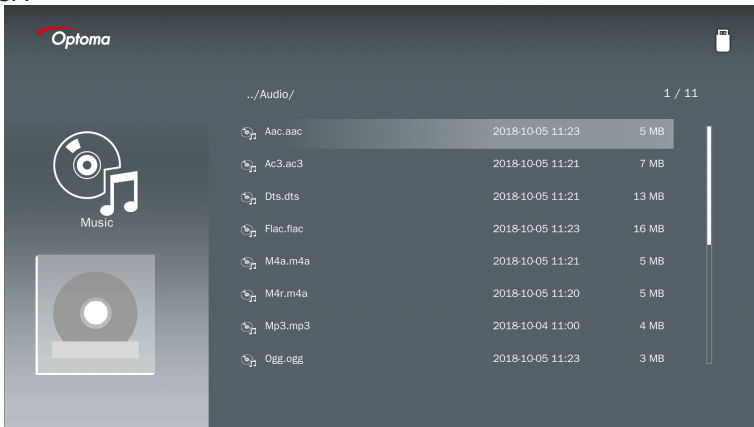 Optoma
../Audio/ 1 / 11
Aac.aac 2018-10-05 11:23 5 MB
Ac3.ac3 2018-10-05 11:21 7 MB
Dts.dts 2018-10-05 11:21 13 MB
Flac.flac 2018-10-05 11:23 16 MB
M4a.m4a 2018-10-05 11:21 5 MB
M4r.m4a 2018-10-05 11:20 5 MB
Mp3.mp3 2018-10-04 11:00 4 MB
Ogg.ogg 2018-10-05 11:23 3 MB
Music